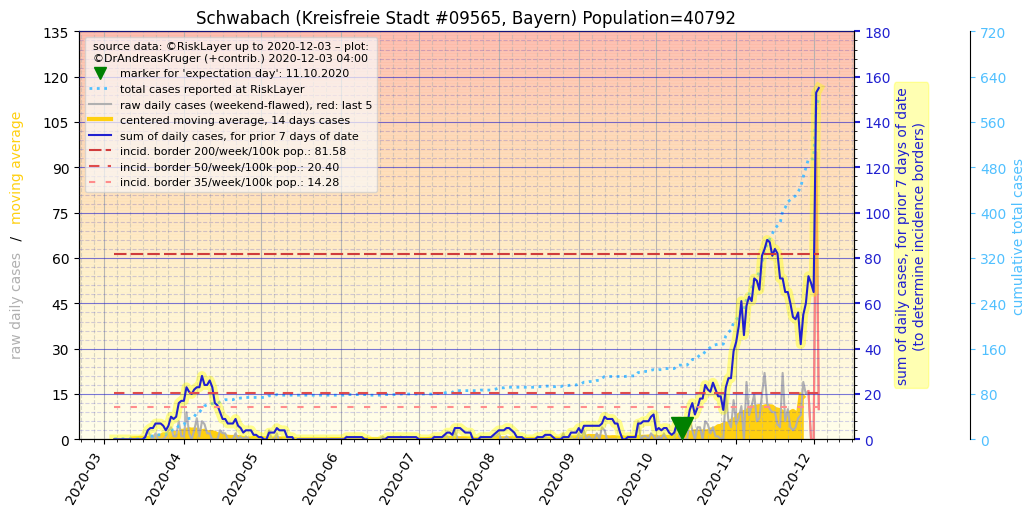 Schwabach (Kreisfreie Stadt #09565, Bayern) Population=40792
source data: ©RiskLayer up to 2020-12-03 – plot:
©DrAndreasKruger (+contrib.) 2020-12-03 04:00
marker for 'expectation day': 11.10.2020
total cases reported at RiskLayer
raw daily cases (weekend-flawed), red: last 5
centered moving average, 14 days cases
sum of daily cases, for prior 7 days of date
incid. border 200/week/100k pop.: 81.58
incid. border 50/week/100k pop.: 20.40
incid. border 35/week/100k pop.: 14.28
raw daily cases / moving average
135
120
105
90
75
60
45
30
15
0
2020-03
2020-04
2020-05
2020-06
2020-07
2020-08
2020-09
2020-10
2020-11
2020-12
180
160
140
120
100
80
60
40
20
0
sum of daily cases, for prior 7 days of date
(to determine incidence borders)
720
640
560
480
400
320
240
160
80
0
cumulative total cases